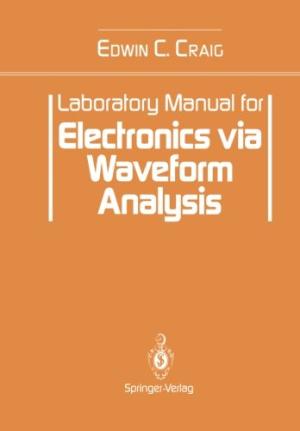 EDWIN C. CRAIG
Laboratory Manual for
Electronics via
Waveform
Analysis
Springer-Verlag